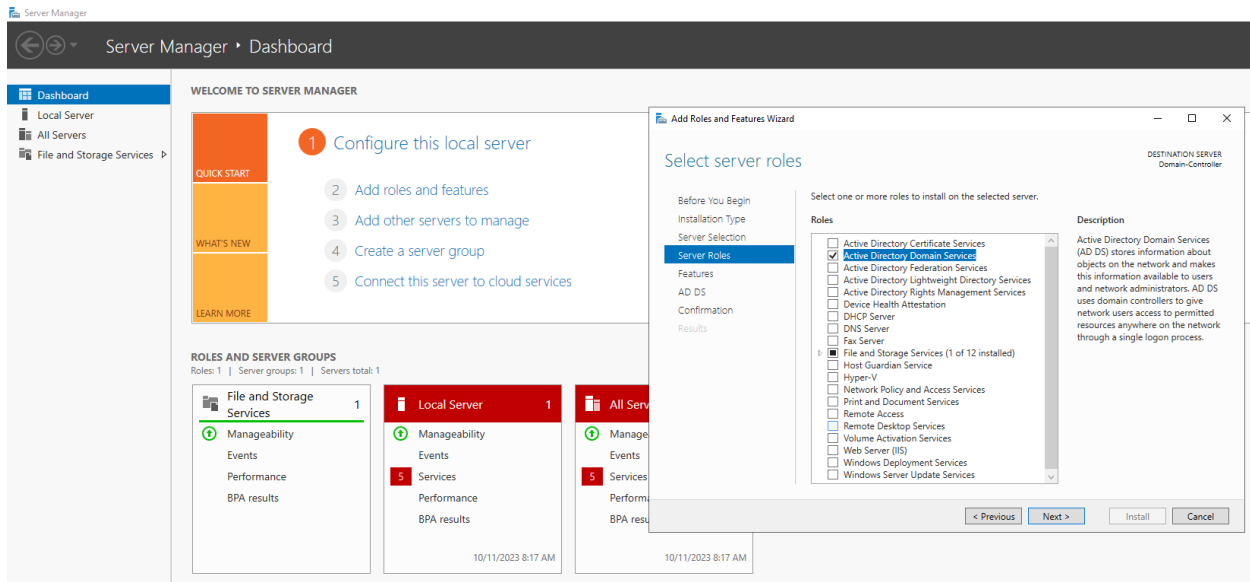 Server Manager
Server Manager • Dashboard
Dashboard
Local Server
All Servers
File and Storage Services
WELCOME TO SERVER MANAGER
QUICK START
WHAT'S NEW
LEARN MORE
1 Configure this local server
2 Add roles and features
3 Add other servers to manage
4 Create a server group
5 Connect this server to cloud services
ROLES AND SERVER GROUPS
Roles: 1 | Server groups: 1 | Servers total: 1
File and Storage
Services
1
Manageability
Events
Performance
BPA results
Local Server 1
Manageability
Events
5 Services
Performance
BPA results
10/11/2023 8:17 AM
All Serv
Manage
Events
5 Services
Perform
BPA resu
10/11/2023 8:17 AM
Add Roles and Features Wizard
Select server roles
DESTINATION SERVER
Domain-Controller
Before You Begin
Installation Type
Server Selection
Server Roles
Features
AD DS
Confirmation
Results
Select one or more roles to install on the selected server.
Roles
Active Directory Certificate Services
Active Directory Domain Services
Active Directory Federation Services
Active Directory Lightweight Directory Services
Active Directory Rights Management Services
Device Health Attestation
DHCP Server
DNS Server
Fax Server
File and Storage Services (1 of 12 installed)
Host Guardian Service
Hyper-V
Network Policy and Access Services
Print and Document Services
Remote Access
Remote Desktop Services
Volume Activation Services
Web Server (IIS)
Windows Deployment Services
Windows Server Update Services
Description
Active Directory Domain Services
(AD DS) stores information about
objects on the network and makes
this information available to users
and network administrators. AD DS
uses domain controllers to give
network users access to permitted
resources anywhere on the network
through a single logon process.
< Previous
Next >
Install
Cancel